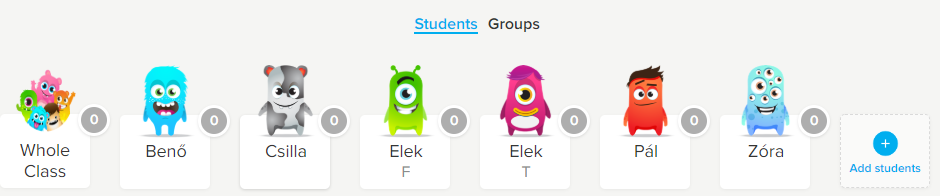 Students Groups
0 0 0 0 0 0 0
Whole Class
Benő
Csilla
Elek
F
Elek
T
Pál
Zóra
+
Add students